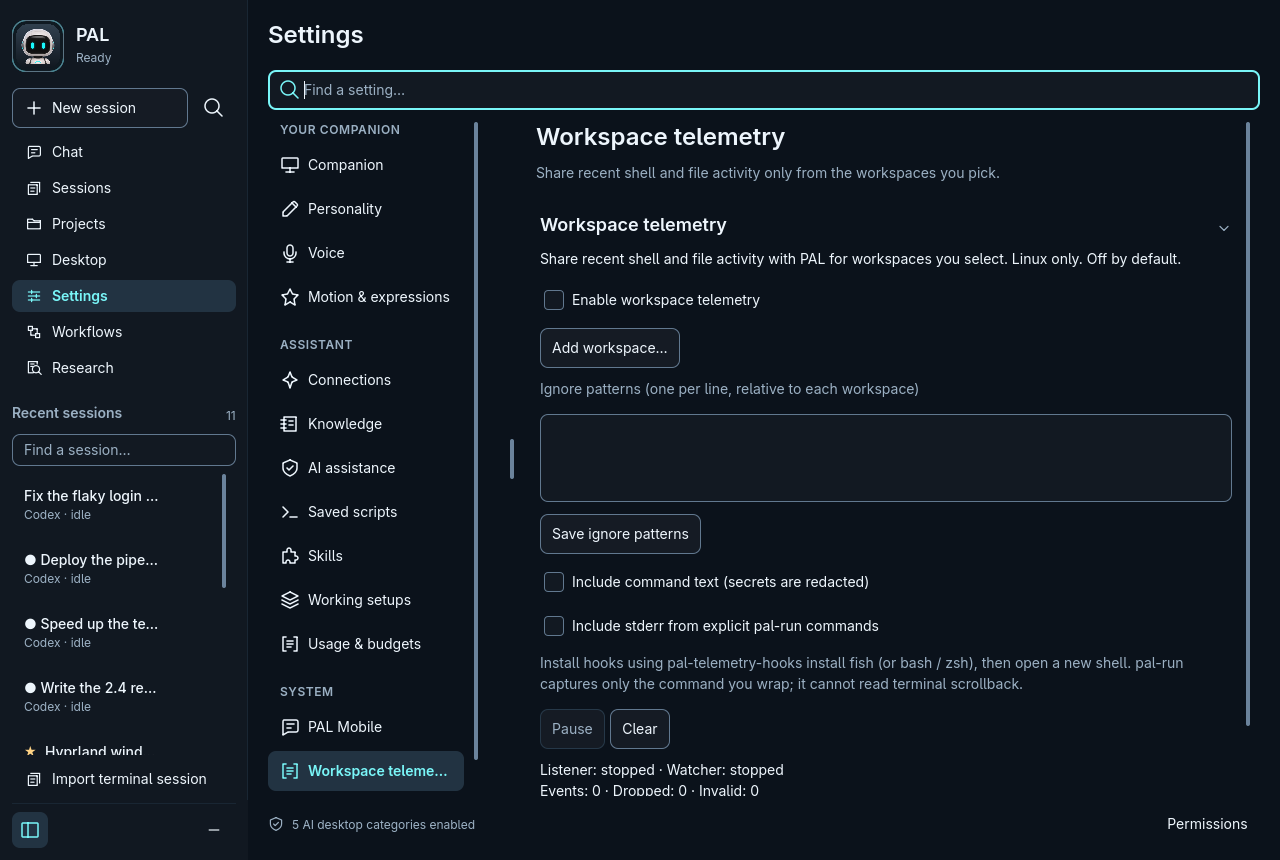 PAL
Ready
New session
Chat
Sessions
Projects
Desktop
Settings
Workflows
Research
Recent sessions
11
Find a session...
Fix the flaky login ...
Codex · idle
Deploy the pipe...
Codex · idle
Speed up the te...
Codex · idle
Write the 2.4 re...
Codex · idle
Hyprland wind
Import terminal session
Settings
Find a setting...
YOUR COMPANION
Companion
Personality
Voice
Motion & expressions
ASSISTANT
Connections
Knowledge
AI assistance
Saved scripts
Skills
Working setups
Usage & budgets
SYSTEM
PAL Mobile
Workspace teleme...
Workspace telemetry
Share recent shell and file activity only from the workspaces you pick.
Workspace telemetry
Share recent shell and file activity with PAL for workspaces you select. Linux only. Off by default.
Enable workspace telemetry
Add workspace...
Ignore patterns (one per line, relative to each workspace)
Save ignore patterns
Include command text (secrets are redacted)
Include stderr from explicit pal-run commands
Install hooks using pal-telemetry-hooks install fish (or bash / zsh), then open a new shell. pal-run
captures only the command you wrap; it cannot read terminal scrollback.
Pause
Clear
Listener: stopped · Watcher: stopped
Events: 0 · Dropped: 0 · Invalid: 0
5 AI desktop categories enabled
Permissions